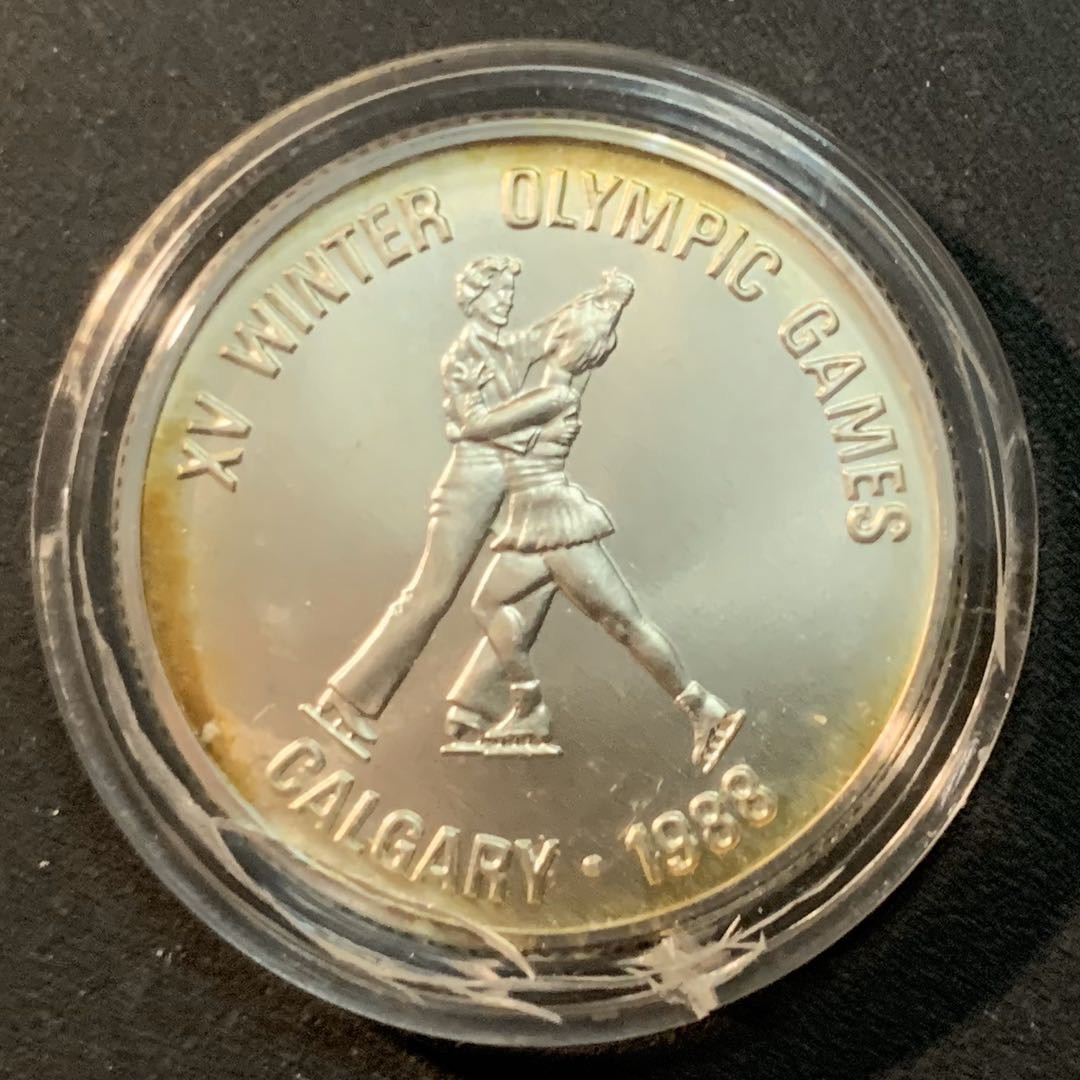 XV WINTER OLYMPIC GAMES
CALGARY · 1988